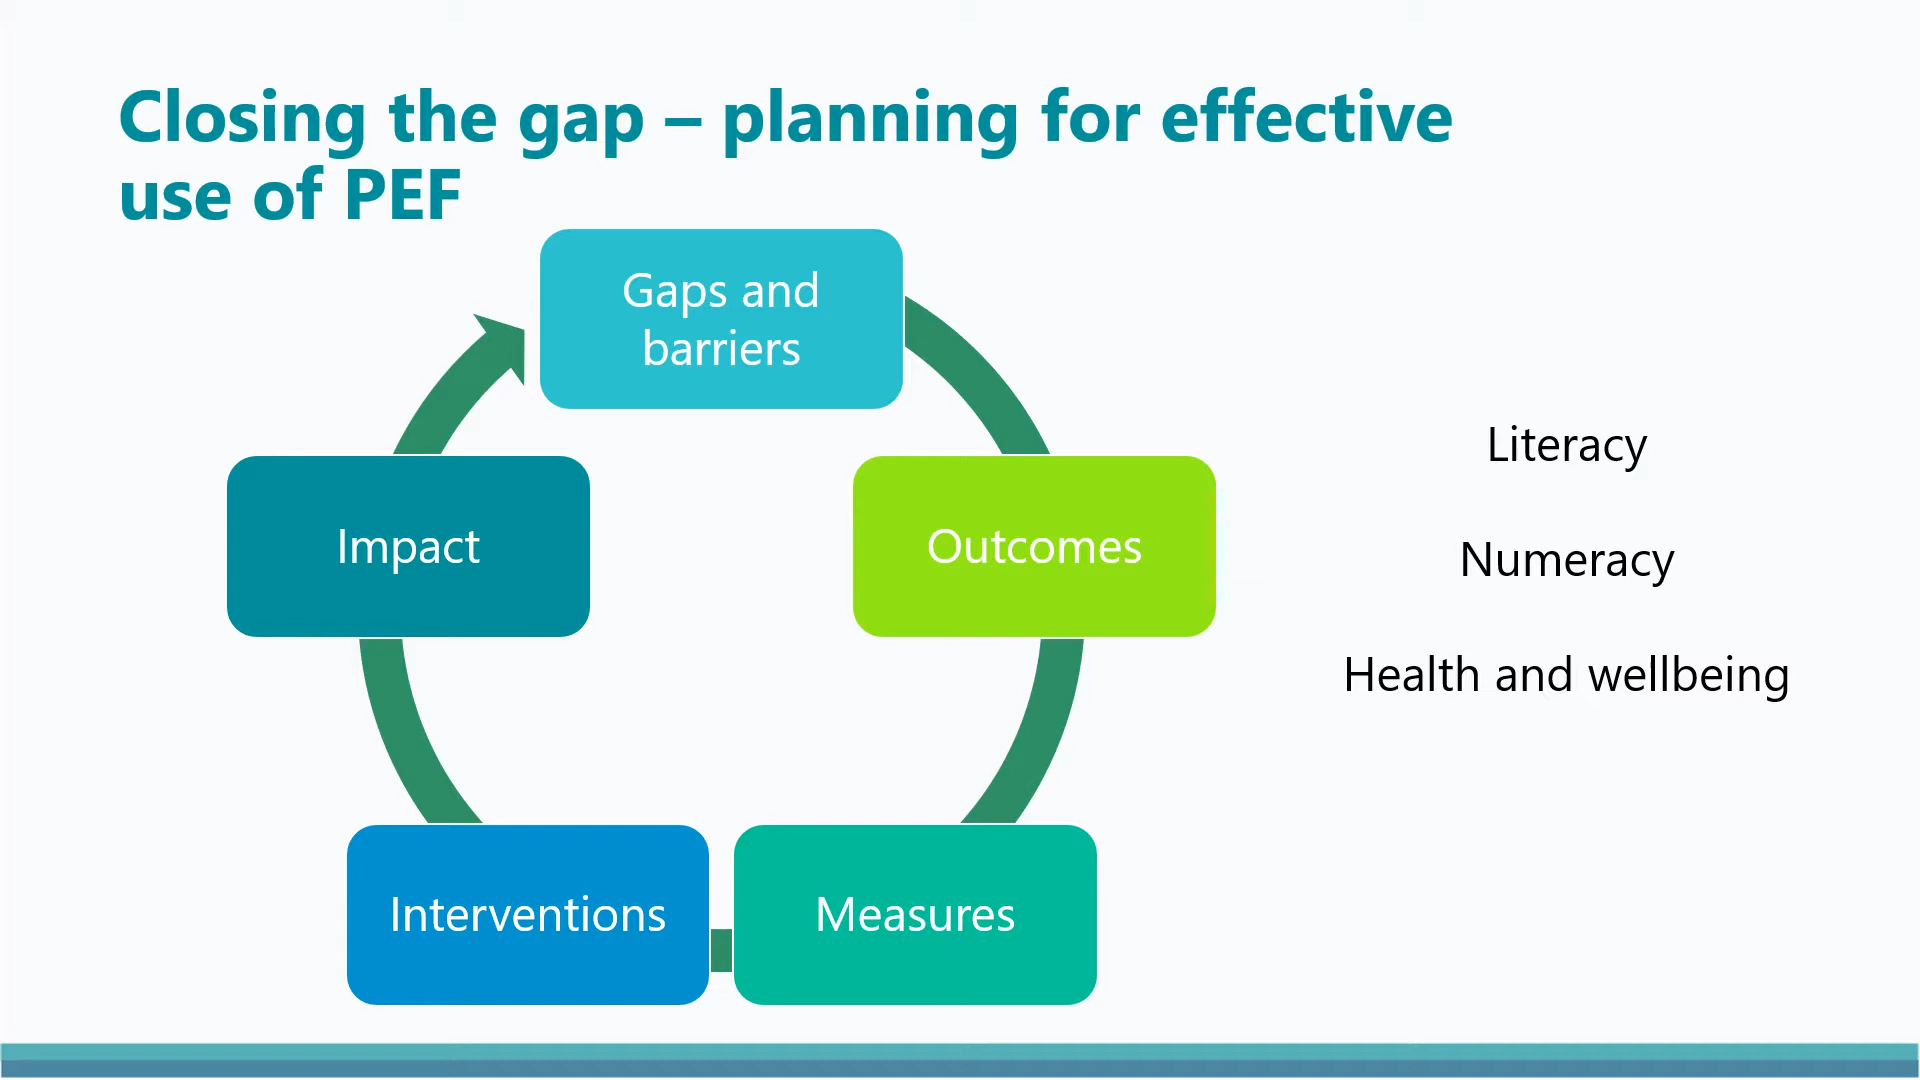 Closing the gap – planning for effective
use of PEF
Gaps and
barriers
Outcomes
Measures
Interventions
Impact
Literacy
Numeracy
Health and wellbeing